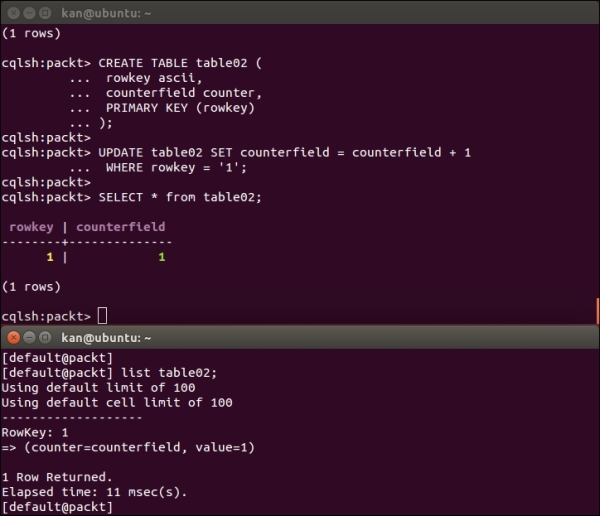 kan@ubuntu: ~
(1 rows)
cqlsh:packt> CREATE TABLE table02 (
         ...  rowkey ascii,
         ...  counterfield counter,
         ...  PRIMARY KEY (rowkey)
         ... );
cqlsh:packt>
cqlsh:packt> UPDATE table02 SET counterfield = counterfield + 1
         ...  WHERE rowkey = '1';
cqlsh:packt>
cqlsh:packt> SELECT * from table02;
 rowkey | counterfield
--------+--------------
      1 |            1
(1 rows)
cqlsh:packt>
kan@ubuntu: ~
[default@packt]
[default@packt] list table02;
Using default limit of 100
Using default cell limit of 100
-------------------
RowKey: 1
=> (counter=counterfield, value=1)
1 Row Returned.
Elapsed time: 11 msec(s).
[default@packt]